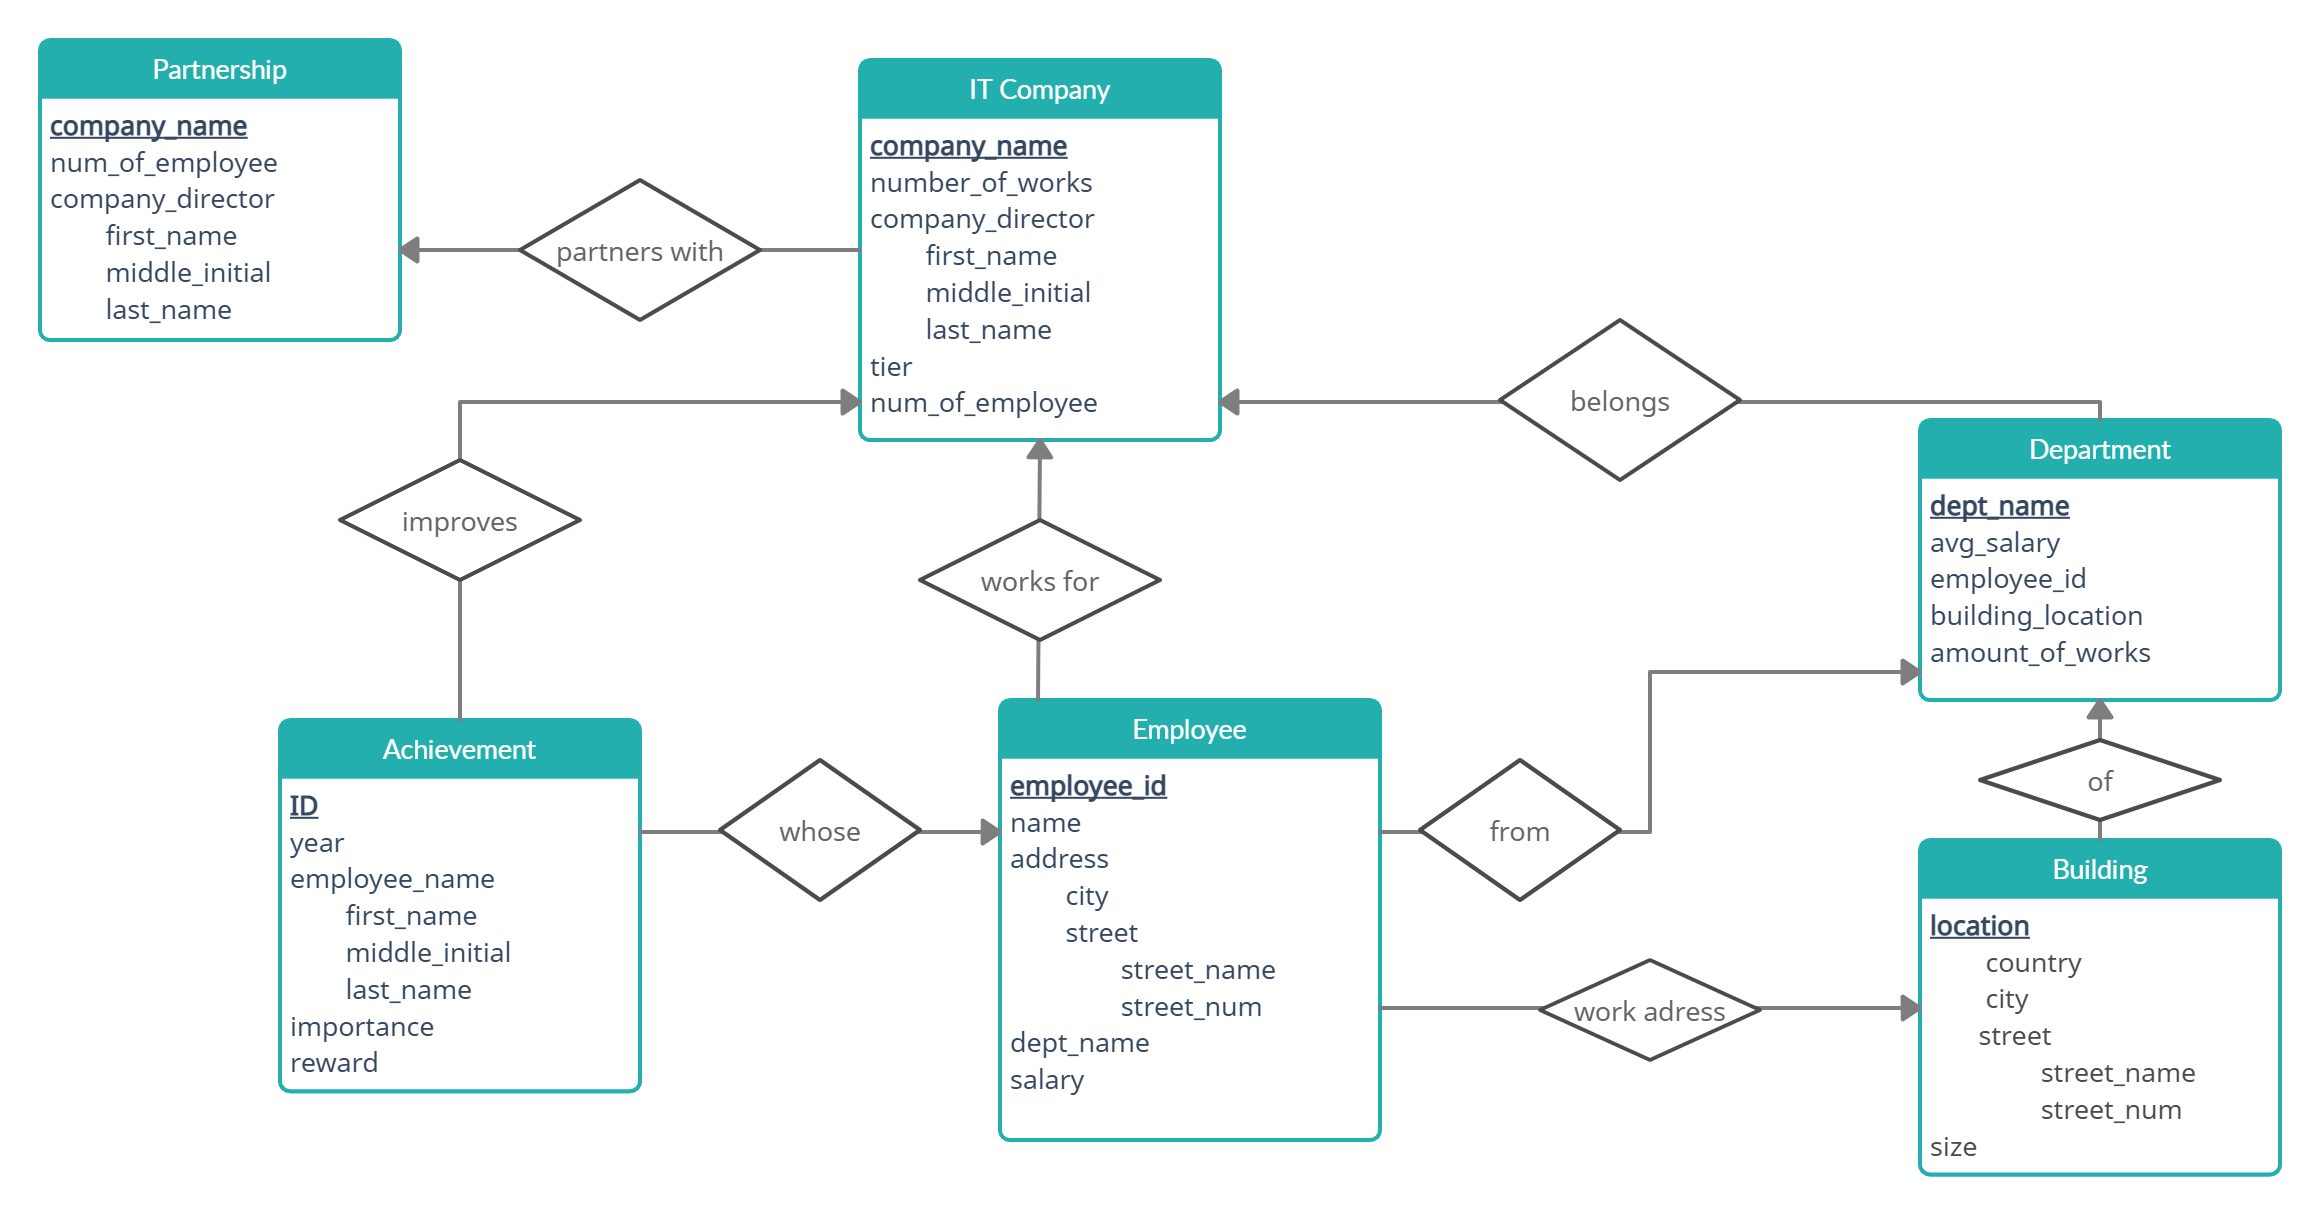 Partnership
company_name
num_of_employee
company_director
first_name
middle_initial
last_name
partners with
IT Company
company_name
number_of_works
company_director
first_name
middle_initial
last_name
tier
num_of_employee
belongs
Department
dept_name
avg_salary
employee_id
building_location
amount_of_works
improves
works for
Achievement
ID
year
employee_name
first_name
middle_initial
last_name
importance
reward
whose
Employee
employee_id
name
address
city
street
street_name
street_num
dept_name
salary
from
of
work adress
Building
location
country
city
street
street_name
street_num
size